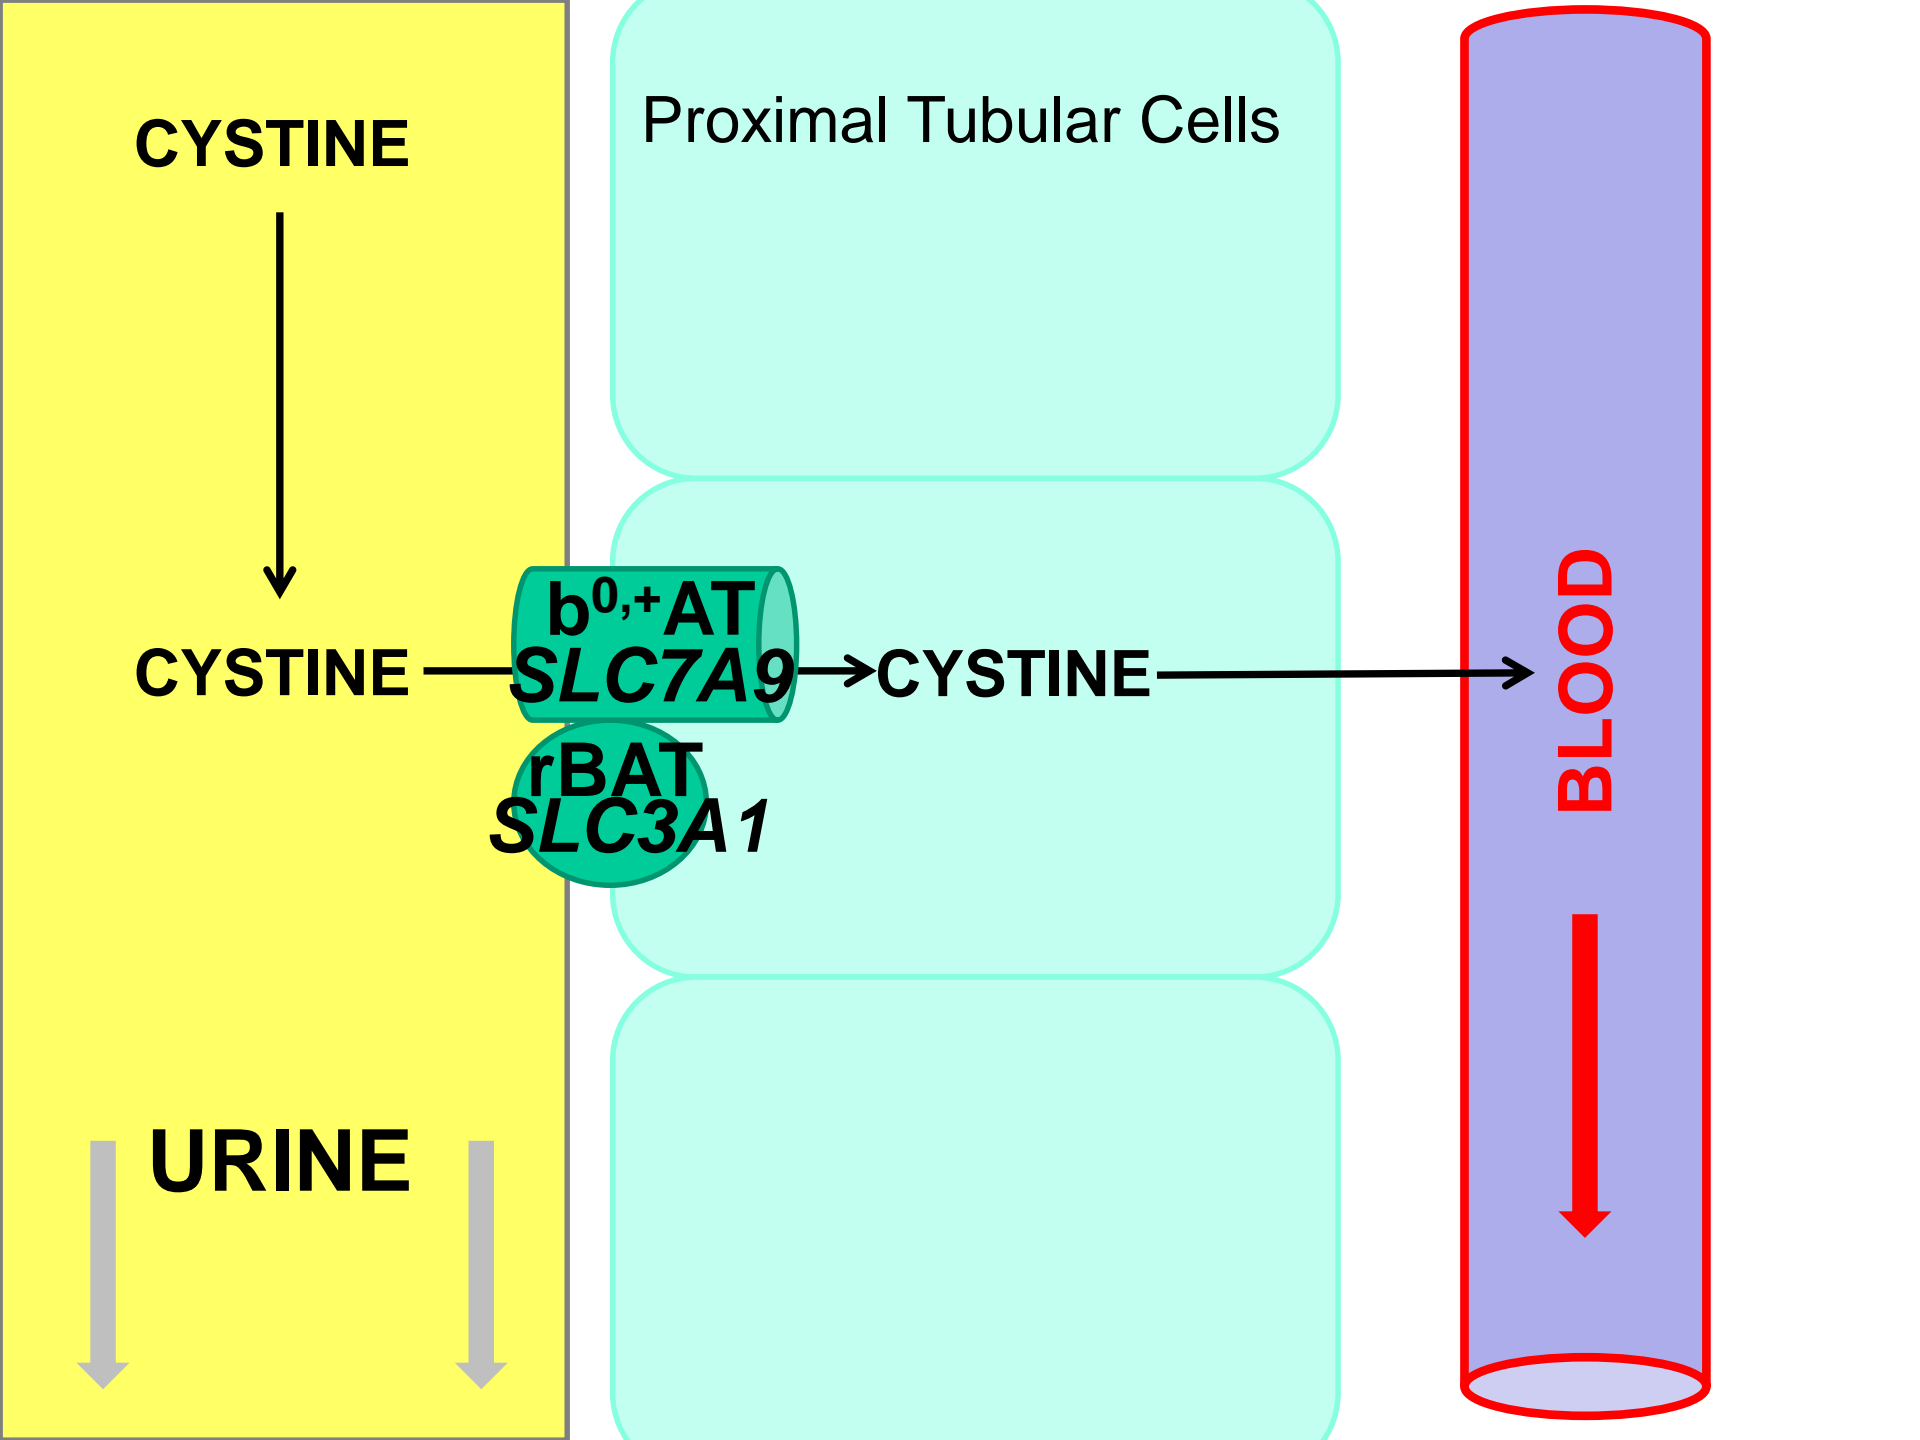 Proximal Tubular Cells
CYSTINE
b⁰,⁺AT
SLC7A9
CYSTINE
CYSTINE
rBAT
SLC3A1
BLOOD
URINE